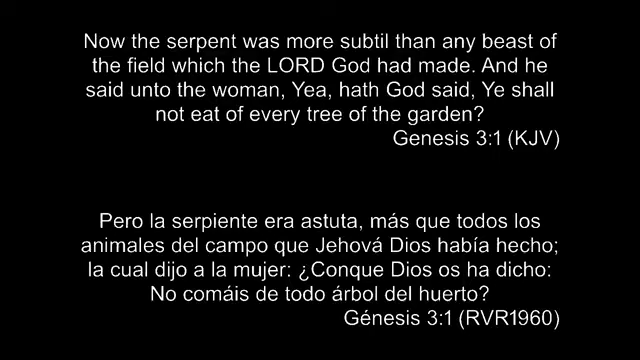 Now the serpent was more subtil than any beast of
the field which the LORD God had made. And he
said unto the woman, Yea, hath God said, Ye shall
not eat of every tree of the garden?
Genesis 3:1 (KJV)
Pero la serpiente era astuta, más que todos los
animales del campo que Jehová Dios había hecho;
la cual dijo a la mujer: ¿Conque Dios os ha dicho:
No comáis de todo árbol del huerto?
Génesis 3:1 (RVR1960)